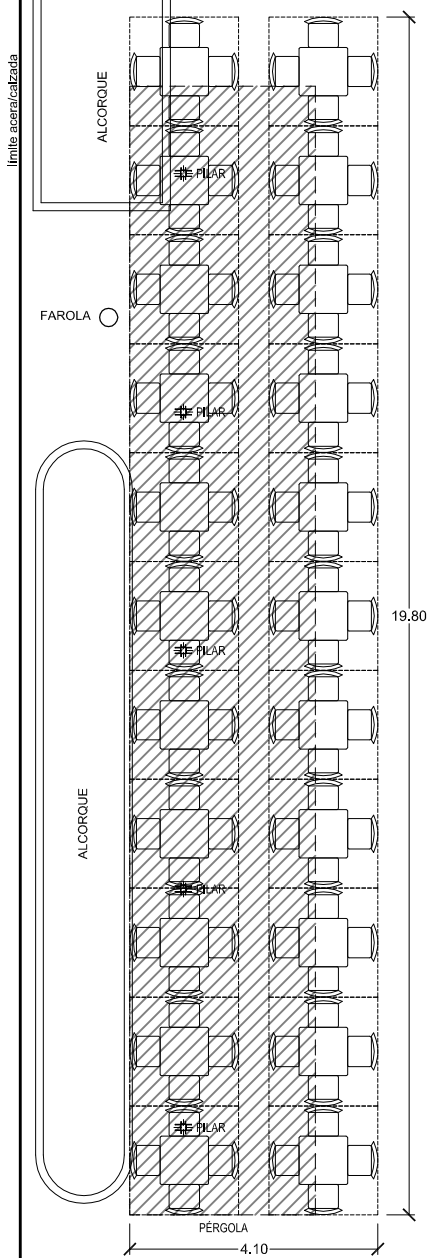 límite acera/calzada
ALCORQUE
PILAR
FAROLA
PILAR
19.80
PILAR
ALCORQUE
PILAR
PILAR
PÉRGOLA
4.10